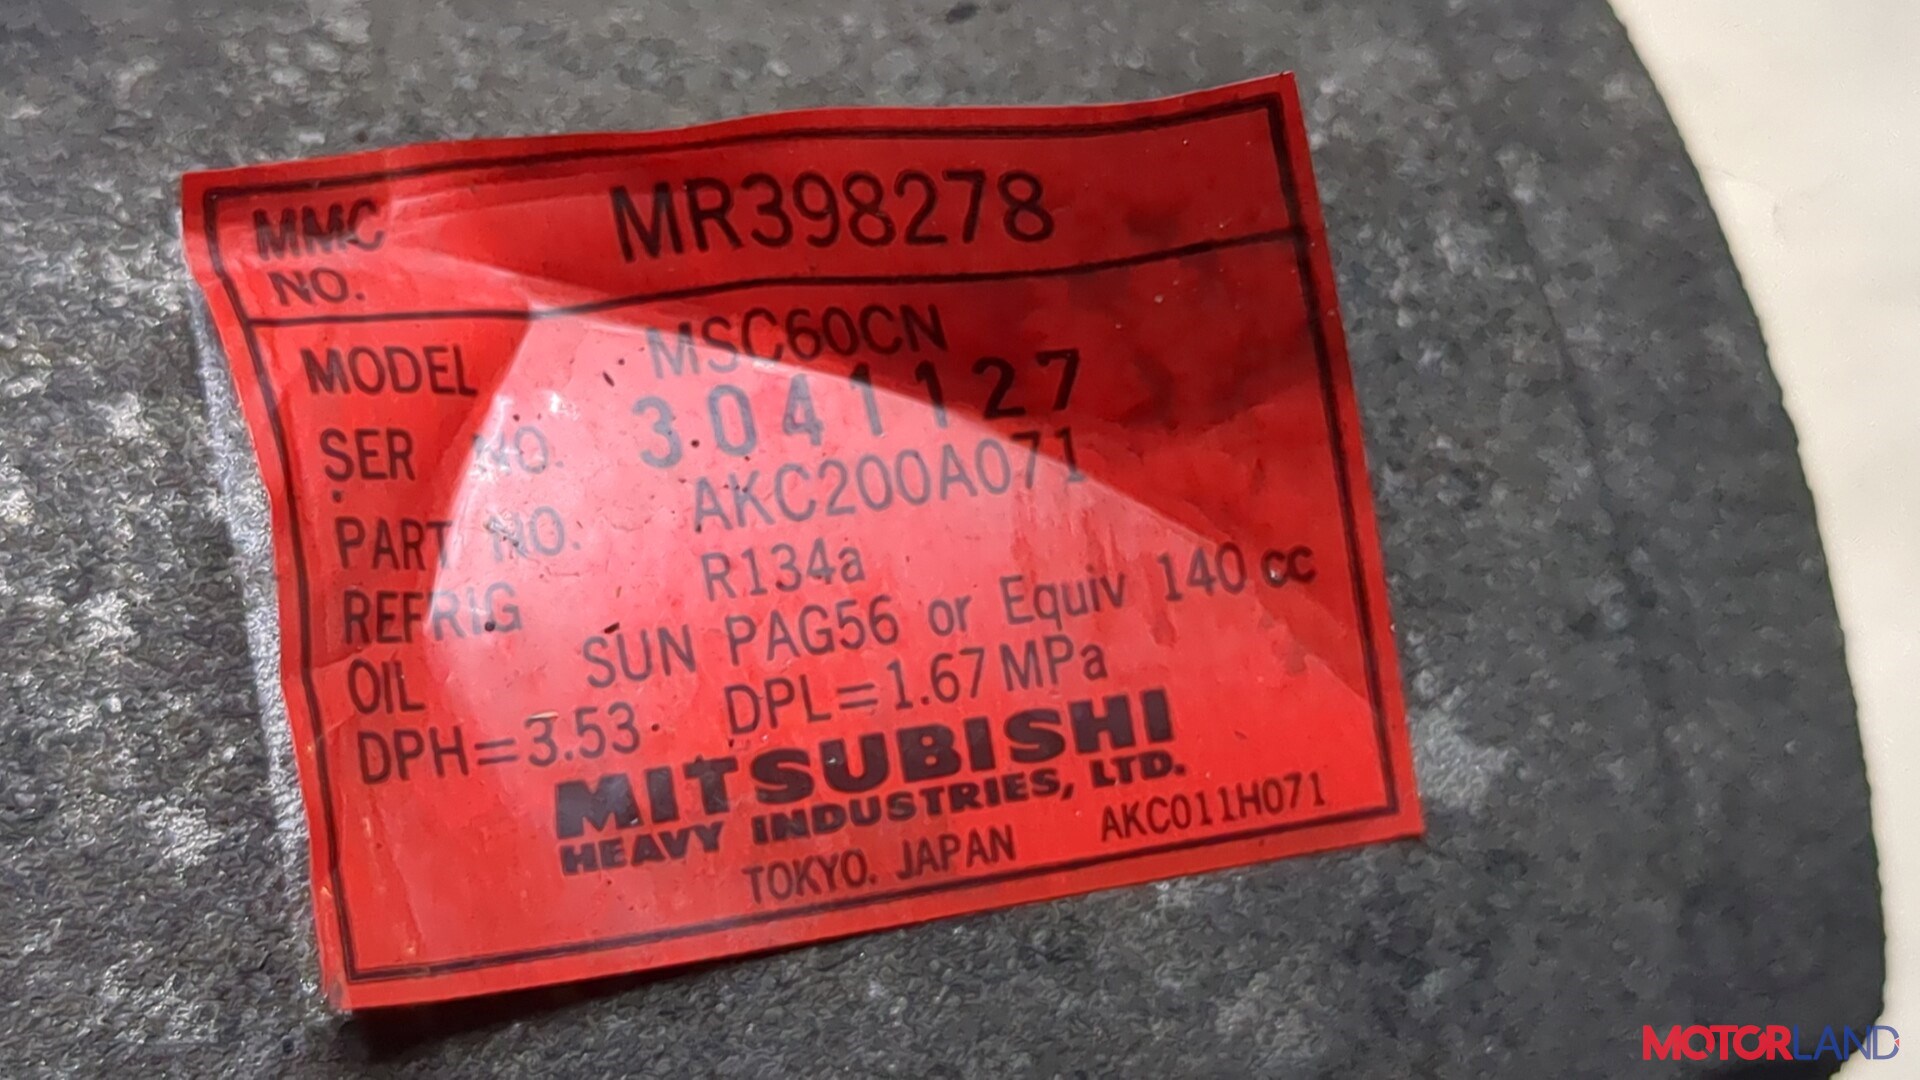 MMC NO. MR398278
MODEL MSC60CN
SER NO. 3041127
PART NO. AKC200A071
REFRIG R134a
OIL SUN PAG56 or Equiv 140 cc
DPH=3.53 DPL=1.67 MPa
MITSUBISHI
HEAVY INDUSTRIES, LTD.
TOKYO. JAPAN AKC011H071
MOTORLAND